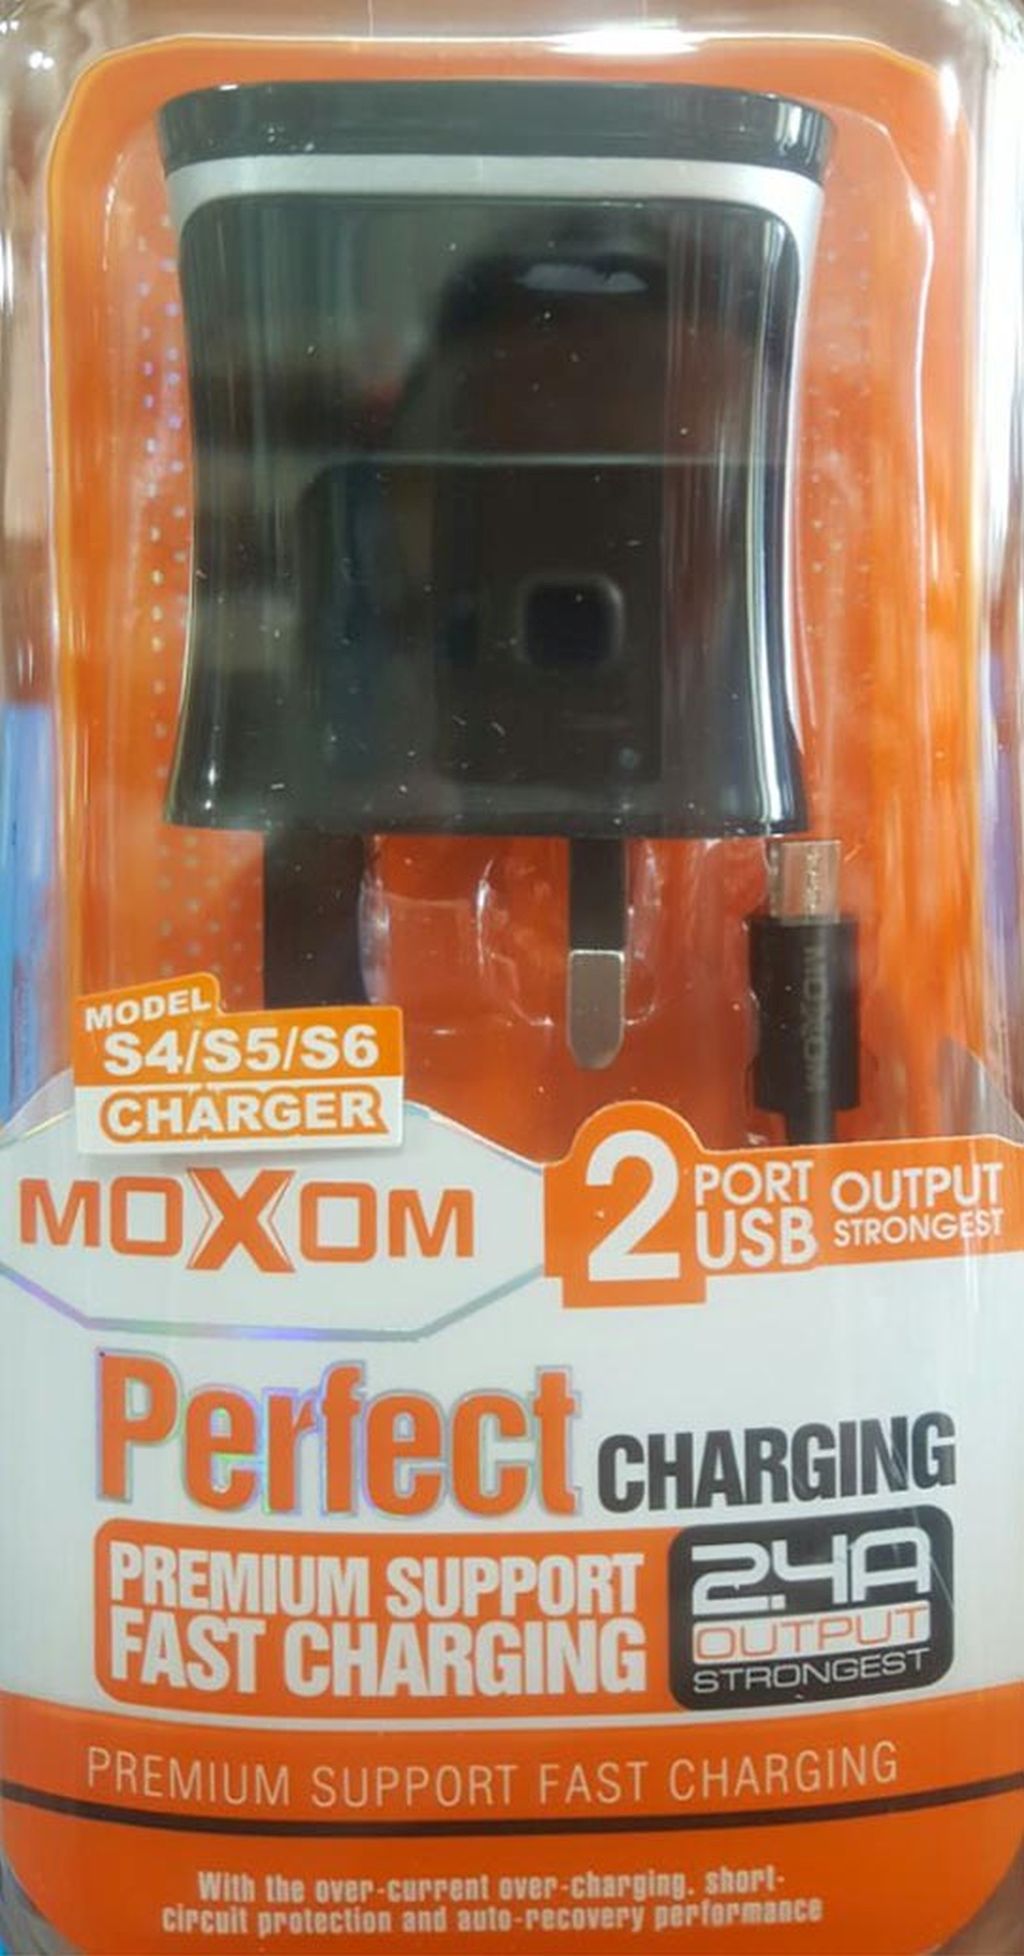 MOXOM
MODEL
S4/S5/S6
CHARGER
MOXOM
2 PORT USB OUTPUT STRONGEST
Perfect CHARGING
PREMIUM SUPPORT
FAST CHARGING
2.4A
OUTPUT
STRONGEST
PREMIUM SUPPORT FAST CHARGING
With the over-current over-charging. short-
circuit protection and auto-recovery performance